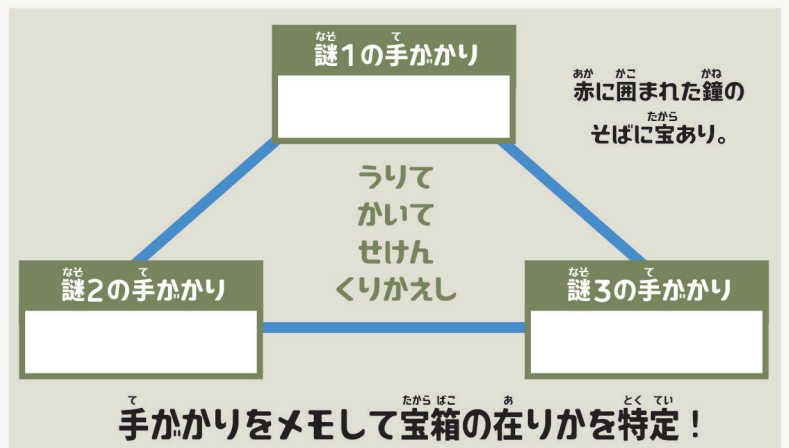 謎1の手がかり
赤に囲まれた鐘の
そばに宝あり。
うりて
かいて
せけん
くりかえし
謎2の手がかり
謎3の手がかり
手がかりをメモして宝箱の在りかを特定！